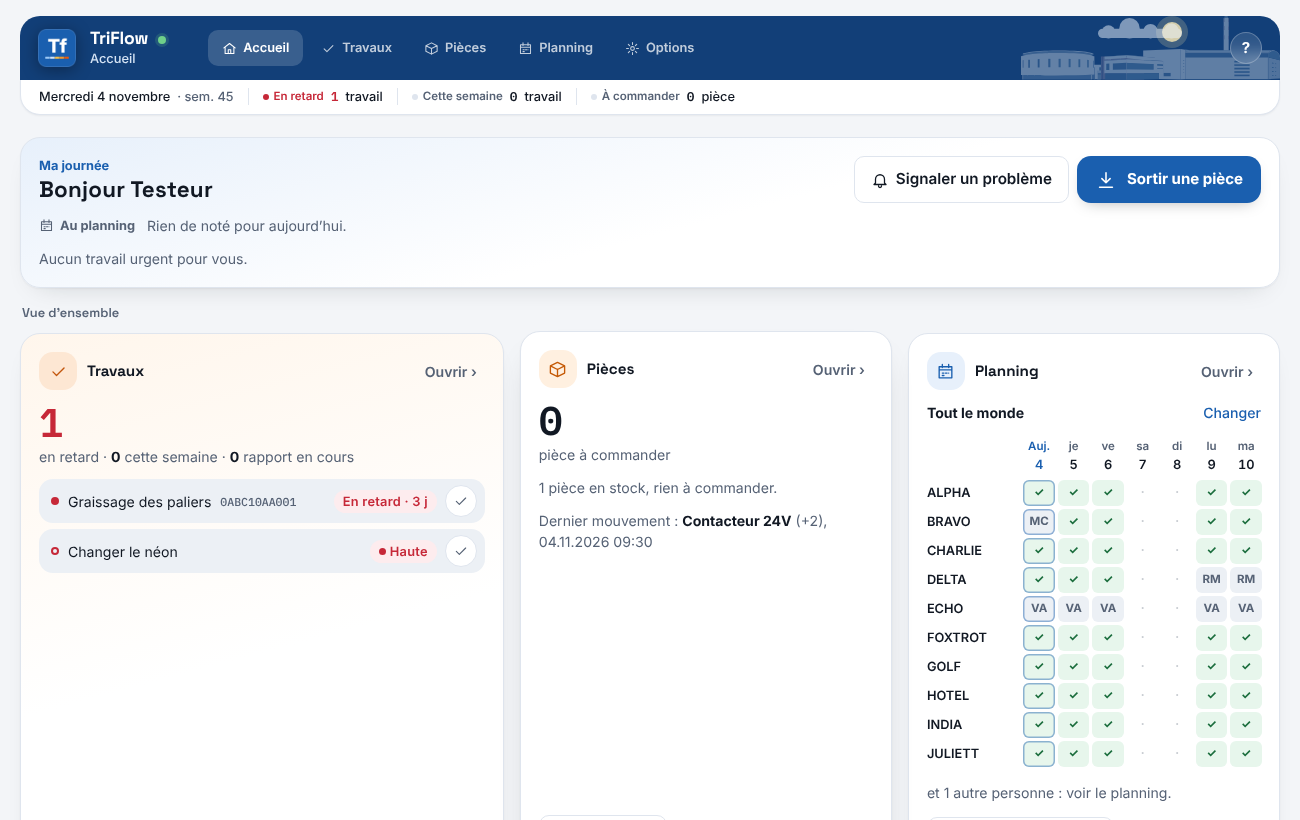 Tf TriFlow
Accueil
Accueil
Travaux
Pièces
Planning
Options
?
Mercredi 4 novembre · sem. 45
En retard 1 travail
Cette semaine 0 travail
À commander 0 pièce
Ma journée
Bonjour Testeur
Au planning Rien de noté pour aujourd’hui.
Aucun travail urgent pour vous.
Signaler un problème
Sortir une pièce
Vue d’ensemble
Travaux
Ouvrir ›
1
en retard · 0 cette semaine · 0 rapport en cours
Graissage des paliers 0ABC10AA001 En retard · 3 j
Changer le néon Haute
Pièces
Ouvrir ›
0
pièce à commander
1 pièce en stock, rien à commander.
Dernier mouvement : Contacteur 24V (+2),
04.11.2026 09:30
Planning
Ouvrir ›
Tout le monde
Changer
Auj. je ve sa di lu ma
4 5 6 7 8 9 10
ALPHA ✓ ✓ ✓ · · ✓ ✓
BRAVO MC ✓ ✓ · · ✓ ✓
CHARLIE ✓ ✓ ✓ · · ✓ ✓
DELTA ✓ ✓ ✓ · · RM RM
ECHO VA VA VA · · VA VA
FOXTROT ✓ ✓ ✓ · · ✓ ✓
GOLF ✓ ✓ ✓ · · ✓ ✓
HOTEL ✓ ✓ ✓ · · ✓ ✓
INDIA ✓ ✓ ✓ · · ✓ ✓
JULIETT ✓ ✓ ✓ · · ✓ ✓
et 1 autre personne : voir le planning.